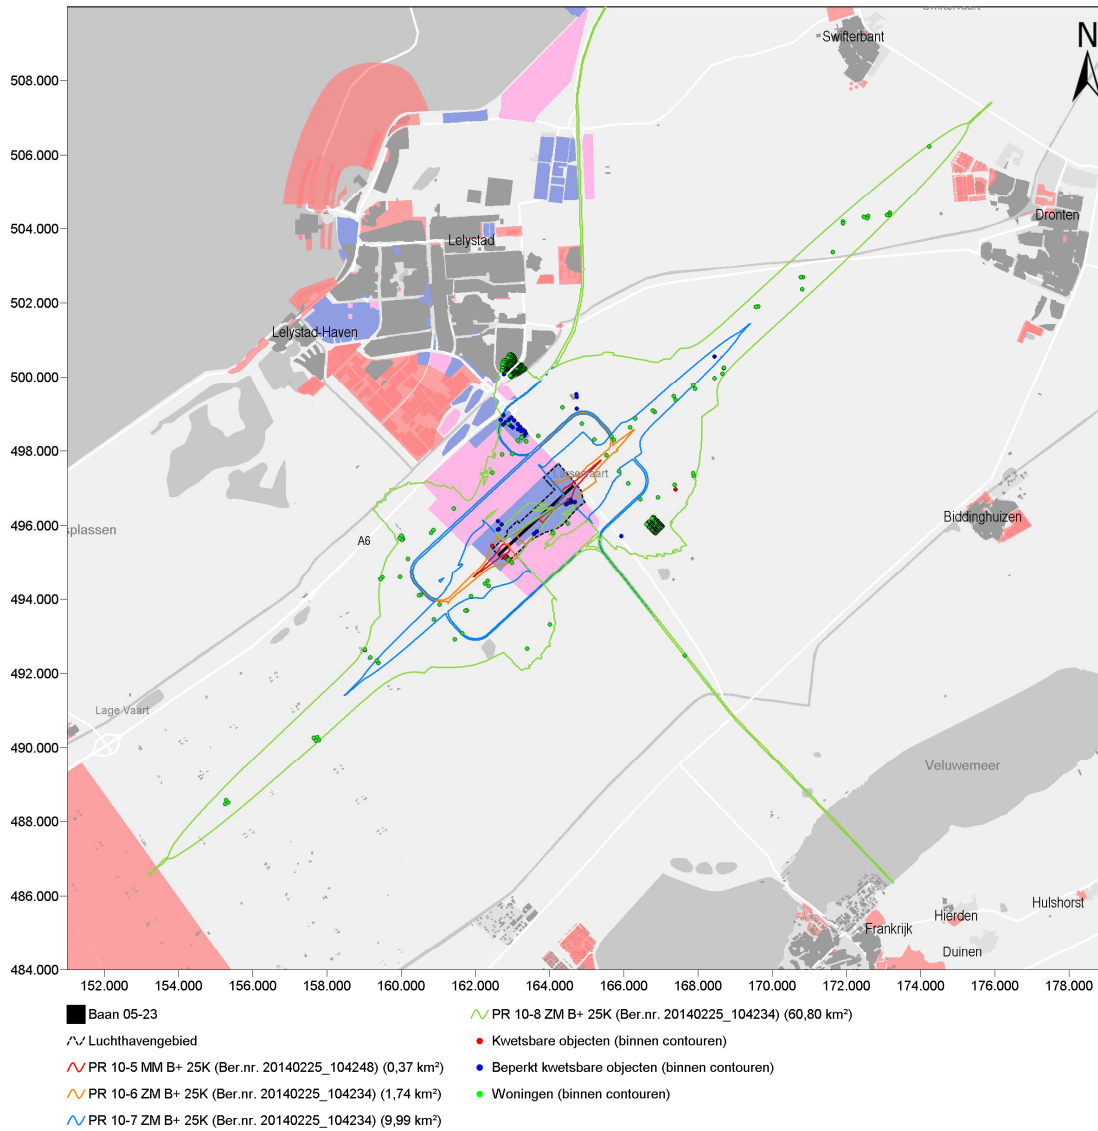 Swifterbant
N
508.000
506.000
Dronten
504.000
Lelystad
502.000
Lelystad-Haven
500.000
498.000
Larservaart
496.000
Biddinghuizen
splassen
A6
494.000
492.000
Lage Vaart
490.000
Veluwemeer
488.000
486.000
Hulshorst
Hierden
Frankrijk
Duinen
484.000
152.000 154.000 156.000 158.000 160.000 162.000 164.000 166.000 168.000 170.000 172.000 174.000 176.000 178.000
Baan 05-23
Luchthavengebied
PR 10-5 MM B+ 25K (Ber.nr. 20140225_104248) (0,37 km²)
PR 10-6 ZM B+ 25K (Ber.nr. 20140225_104234) (1,74 km²)
PR 10-7 ZM B+ 25K (Ber.nr. 20140225_104234) (9,99 km²)
PR 10-8 ZM B+ 25K (Ber.nr. 20140225_104234) (60,80 km²)
Kwetsbare objecten (binnen contouren)
Beperkt kwetsbare objecten (binnen contouren)
Woningen (binnen contouren)